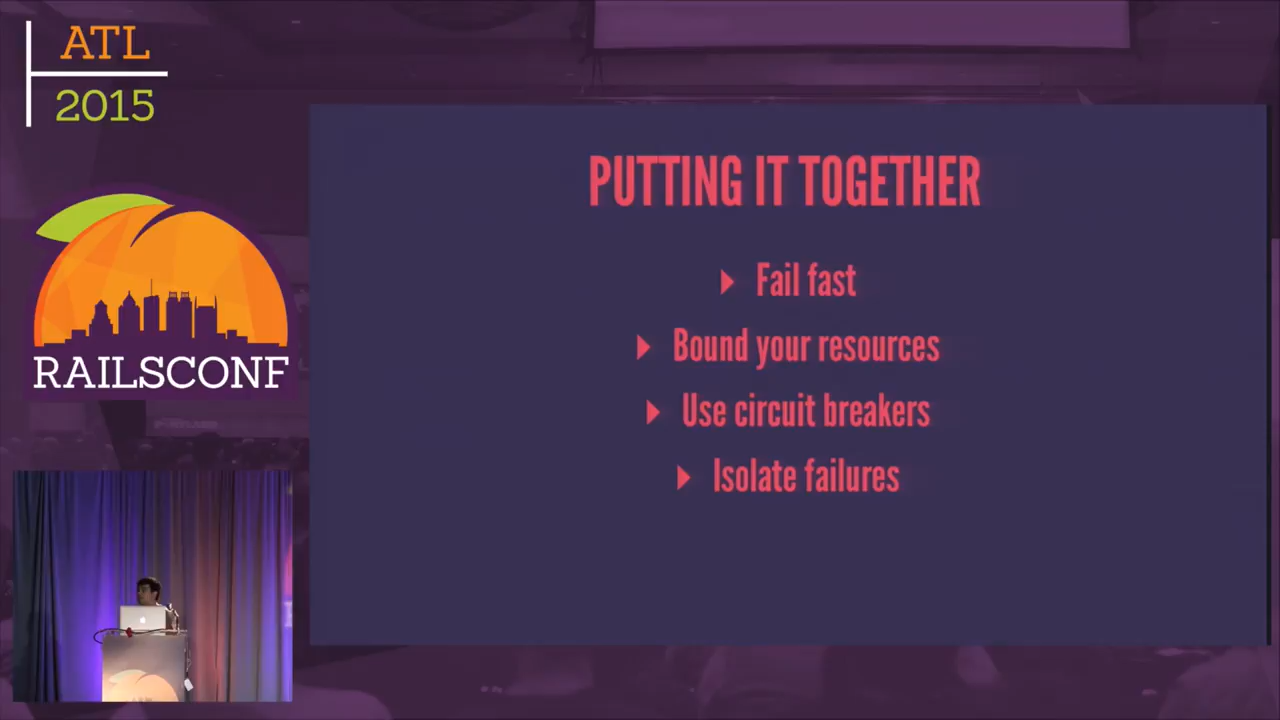 ATL
2015
RAILSCONF
PUTTING IT TOGETHER
Fail fast
Bound your resources
Use circuit breakers
Isolate failures